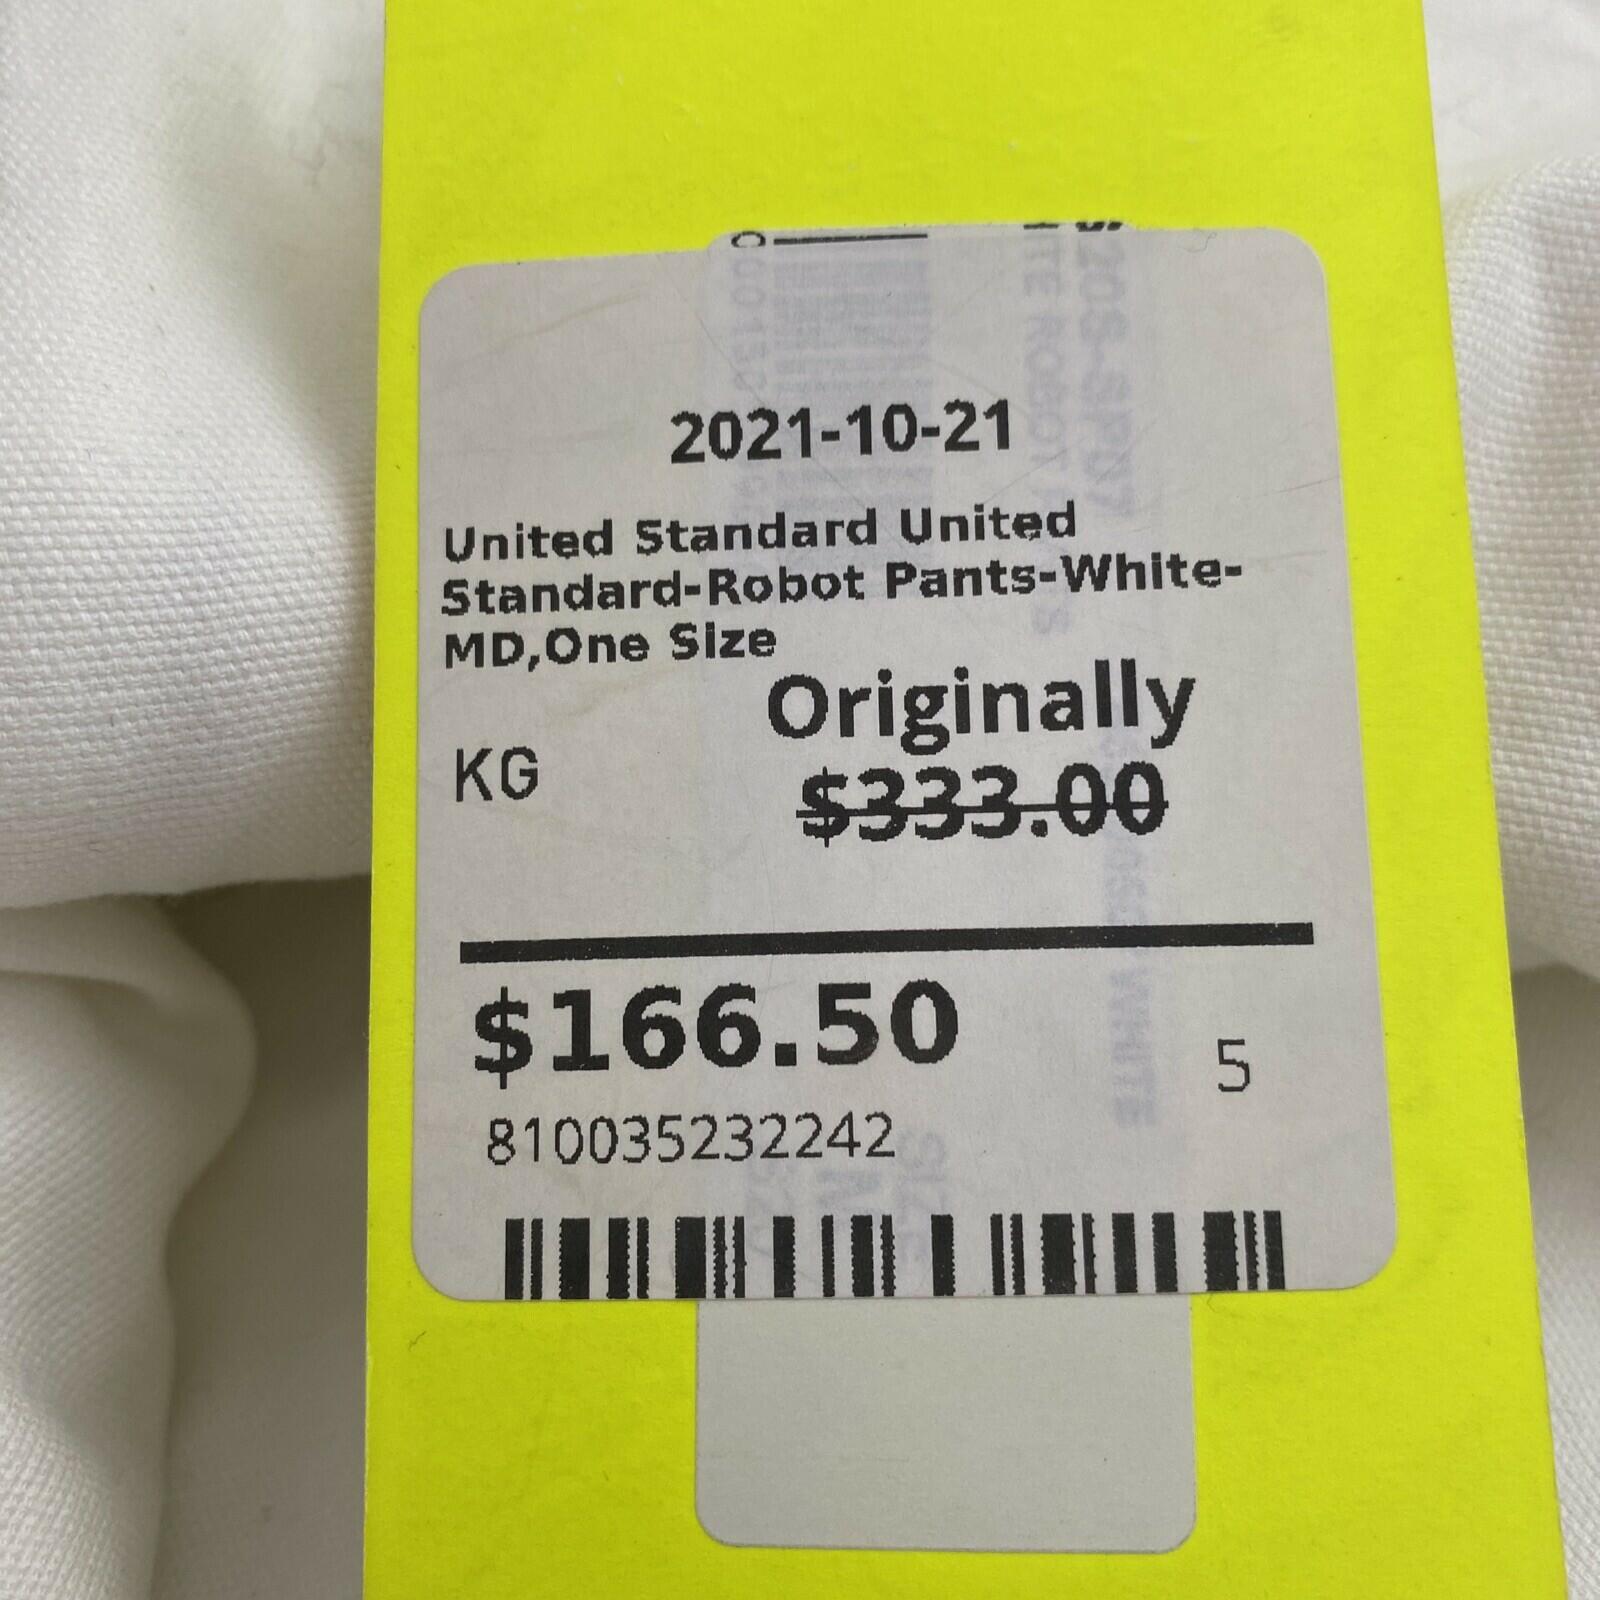 2021-10-21
United Standard United
Standard-Robot Pants-White-
MD,One Size
Originally
KG
$333.00
$166.50
5
810035232242